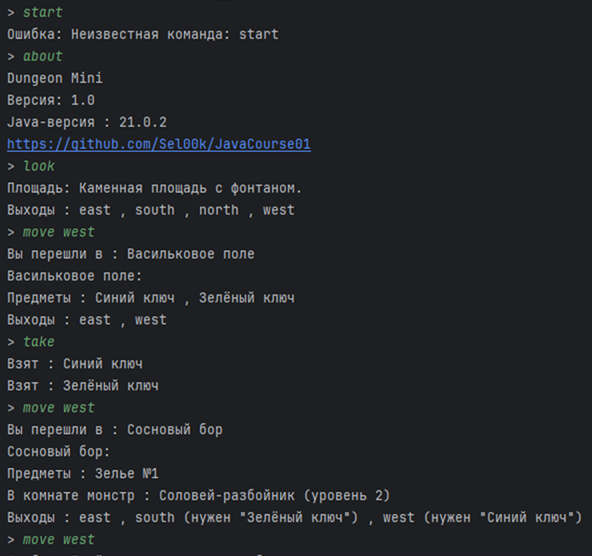 > start
Ошибка: Неизвестная команда: start
> about
Dungeon Mini
Версия: 1.0
Java-версия : 21.0.2
https://github.com/Sel00k/JavaCourse01
> look
Площадь: Каменная площадь с фонтаном.
Выходы : east , south , north , west
> move west
Вы перешли в : Васильковое поле
Васильковое поле:
Предметы : Синий ключ , Зелёный ключ
Выходы : east , west
> take
Взят : Синий ключ
Взят : Зелёный ключ
> move west
Вы перешли в : Сосновый бор
Сосновый бор:
Предметы : Зелье №1
В комнате монстр : Соловей-разбойник (уровень 2)
Выходы : east , south (нужен "Зелёный ключ") , west (нужен "Синий ключ")
> move west